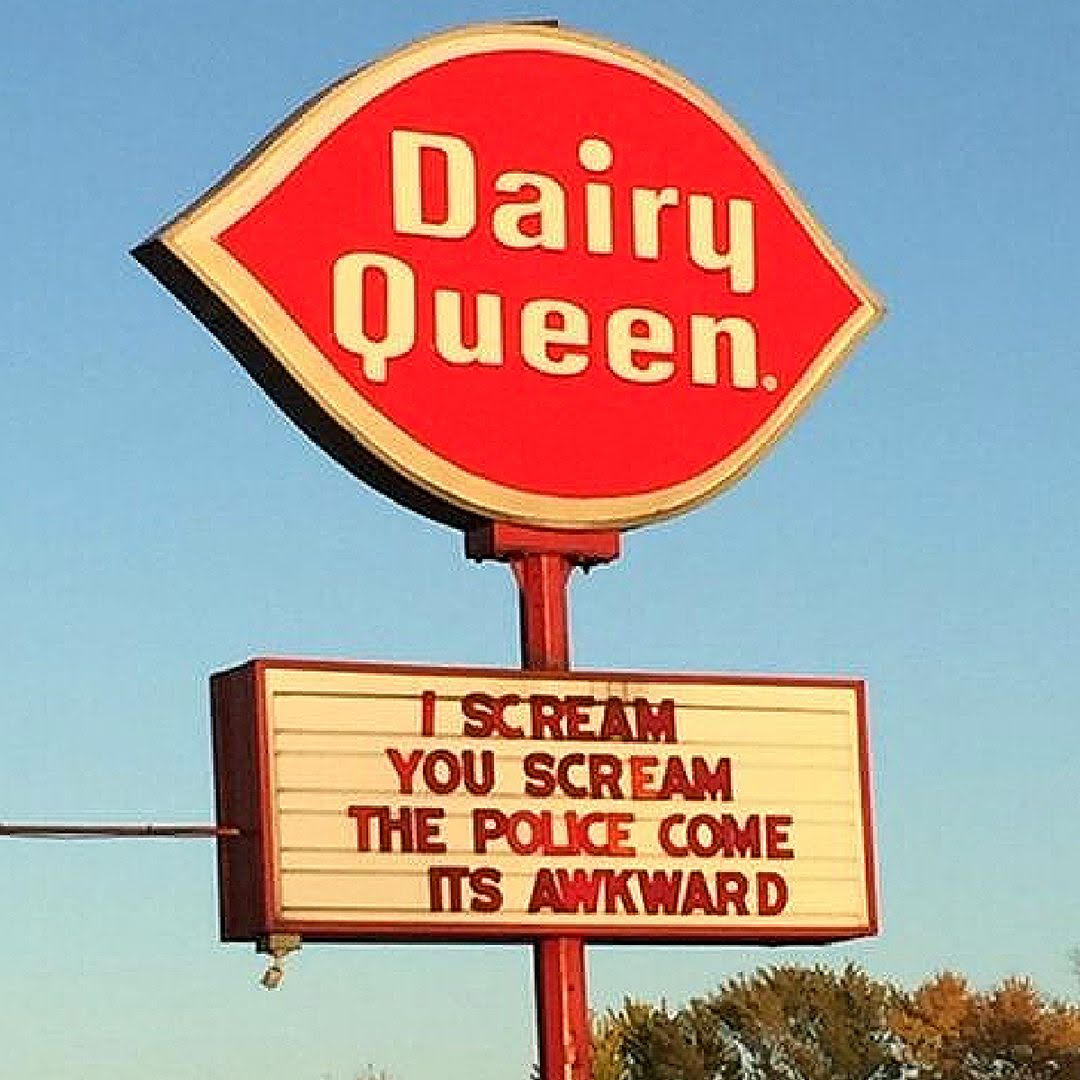 Dairy
Queen.
I SCREAM
YOU SCREAM
THE POLICE COME
ITS AWKWARD